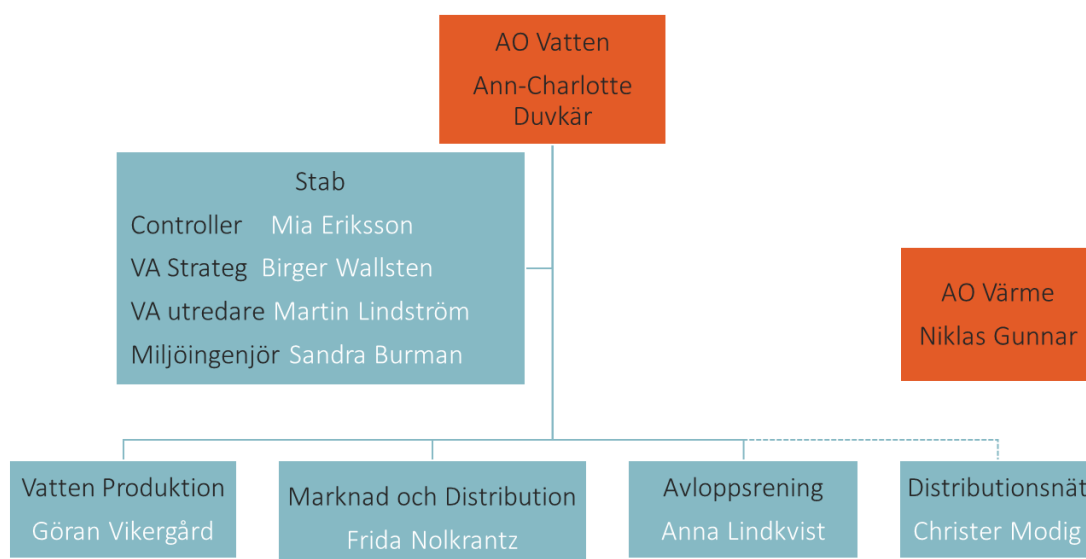 AO Vatten
Ann-Charlotte
Duvkär
Stab
Controller Mia Eriksson
VA Strateg Birger Wallsten
VA utredare Martin Lindström
Miljöingenjör Sandra Burman
AO Värme
Niklas Gunnar
Vatten Produktion
Göran Vikergård
Marknad och Distribution
Frida Nolkrantz
Avloppsrening
Anna Lindkvist
Distributionsnät
Christer Modig